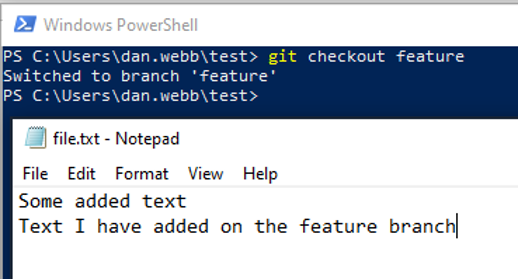 Windows PowerShell
PS C:\Users\dan.webb\test> git checkout feature
Switched to branch 'feature'
PS C:\Users\dan.webb\test>
file.txt - Notepad
File Edit Format View Help
Some added text
Text I have added on the feature branch